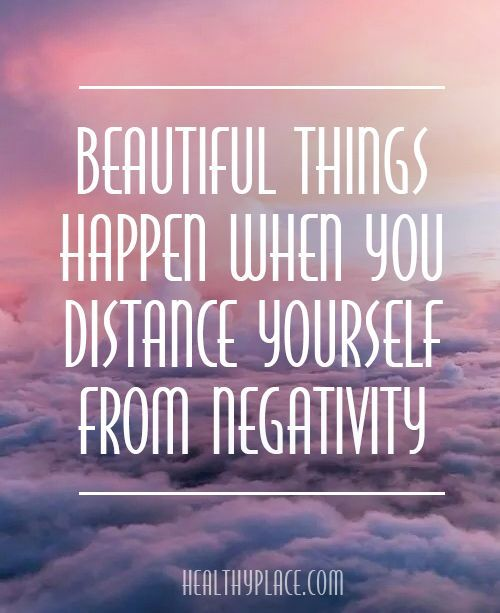 BEAUTIFUL THINGS
HAPPEN WHEN YOU
DISTANCE YOURSELF
FROM NEGATIVITY
HEALTHYPLACE.COM